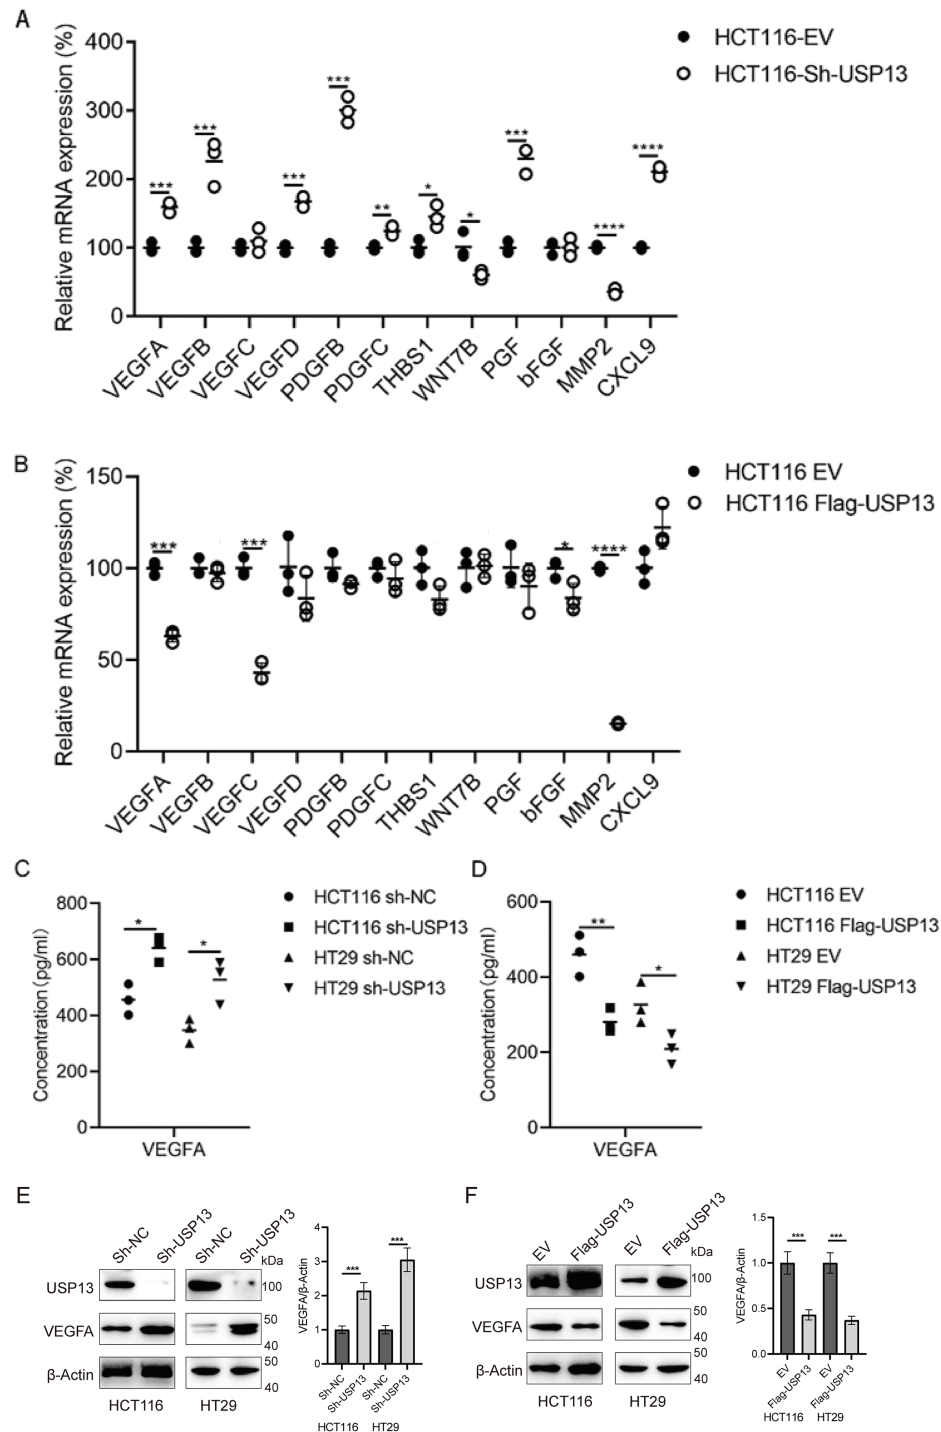 A
Relative mRNA expression (%)
400
300
200
100
0
HCT116-EV
HCT116-Sh-USP13
***
***
***
***
**
*
*
***
****
****
VEGFA
VEGFB
VEGFC
VEGFD
PDGFB
PDGFC
THBS1
WNT7B
PGF
bFGF
MMP2
CXCL9
B
Relative mRNA expression (%)
150
100
50
0
HCT116 EV
HCT116 Flag-USP13
***
***
*
****
VEGFA
VEGFB
VEGFC
VEGFD
PDGFB
PDGFC
THBS1
WNT7B
PGF
bFGF
MMP2
CXCL9
C
Concentration (pg/ml)
800
600
400
200
0
*
*
VEGFA
HCT116 sh-NC
HCT116 sh-USP13
HT29 sh-NC
HT29 sh-USP13
D
Concentration (pg/ml)
600
400
200
0
**
*
VEGFA
HCT116 EV
HCT116 Flag-USP13
HT29 EV
HT29 Flag-USP13
E
Sh-NC
Sh-USP13
Sh-NC
Sh-USP13
kDa
USP13
100
VEGFA
50
40
β-Actin
50
40
HCT116
HT29
VEGFA/β-Actin
4
3
2
1
0
***
***
Sh-NC
Sh-USP13
Sh-NC
Sh-USP13
HCT116
HT29
F
EV
Flag-USP13
EV
Flag-USP13
kDa
USP13
100
VEGFA
50
40
β-Actin
50
40
HCT116
HT29
VEGFA/β-Actin
1.5
1.0
0.5
0.0
***
***
EV
Flag-USP13
EV
Flag-USP13
HCT116
HT29